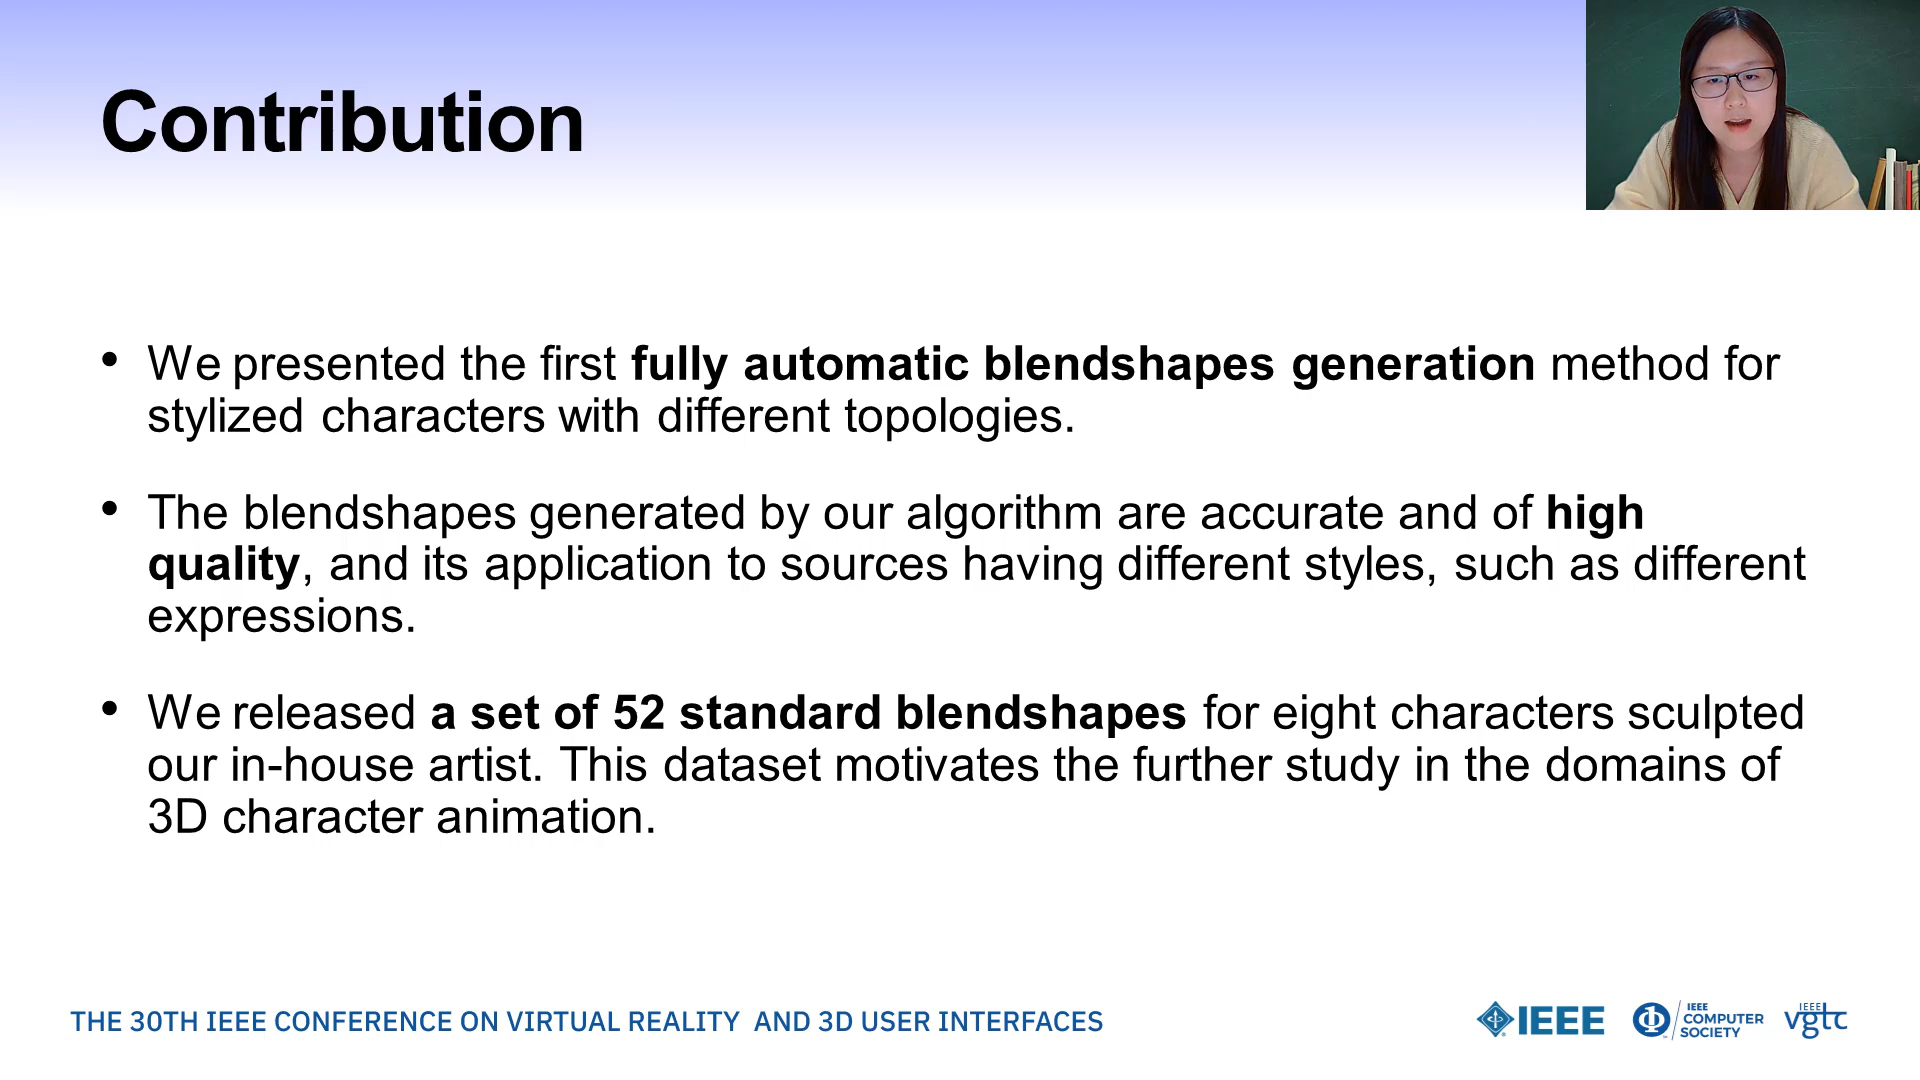 Contribution
• We presented the first fully automatic blendshapes generation method for
stylized characters with different topologies.
• The blendshapes generated by our algorithm are accurate and of high
quality, and its application to sources having different styles, such as different
expressions.
• We released a set of 52 standard blendshapes for eight characters sculpted
our in-house artist. This dataset motivates the further study in the domains of
3D character animation.
THE 30TH IEEE CONFERENCE ON VIRTUAL REALITY AND 3D USER INTERFACES
IEEE
IEEE
COMPUTER
SOCIETY
IEEE
vgtc